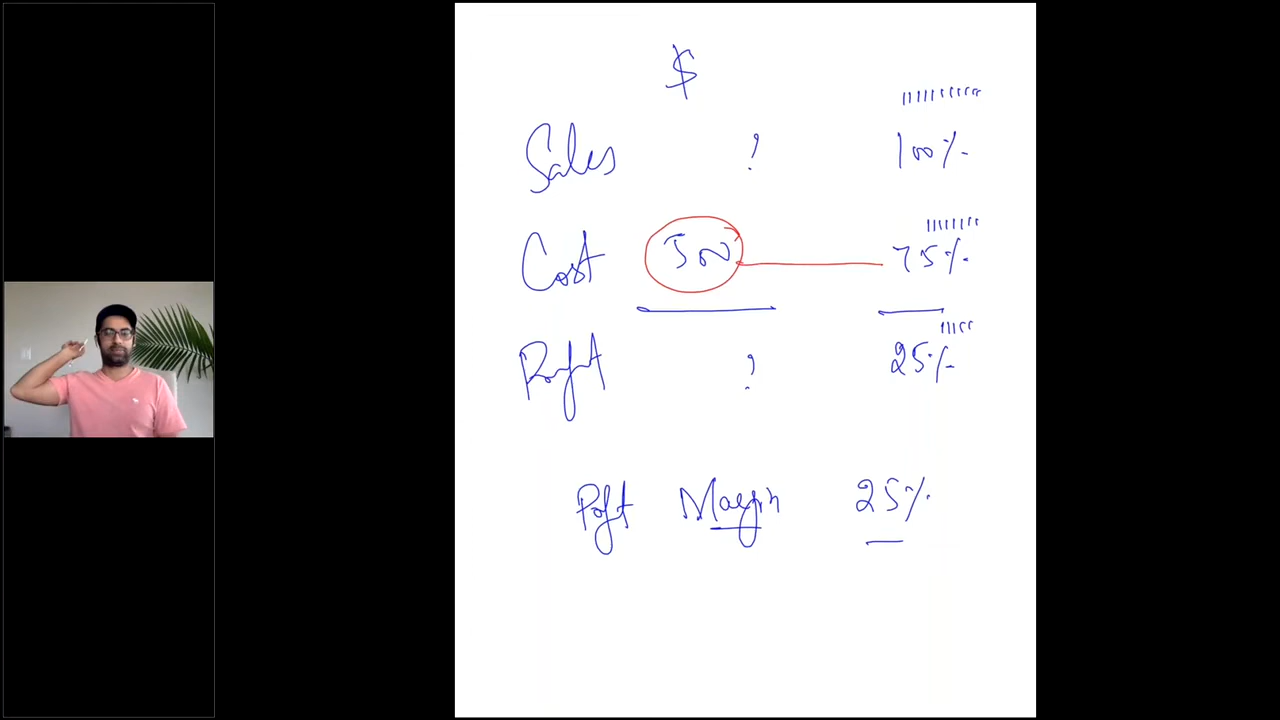 $
Sales ? 100%
Cost 500 75%
Profit ? 25%
Profit Margin 25%